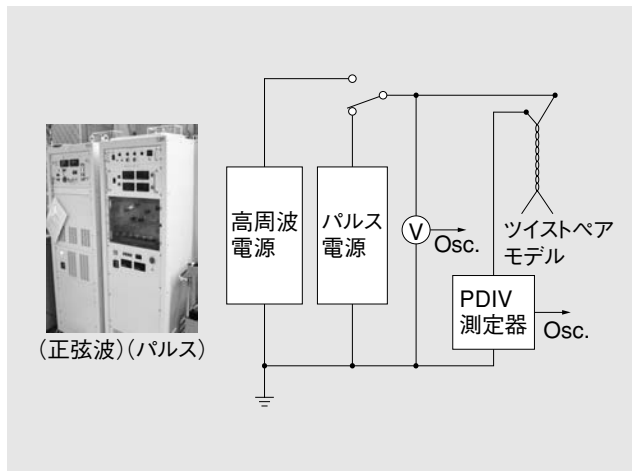 高周波
電源
パルス
電源
V
Osc.
ツイストペア
モデル
PDIV
測定器
Osc.
(正弦波)(パルス)